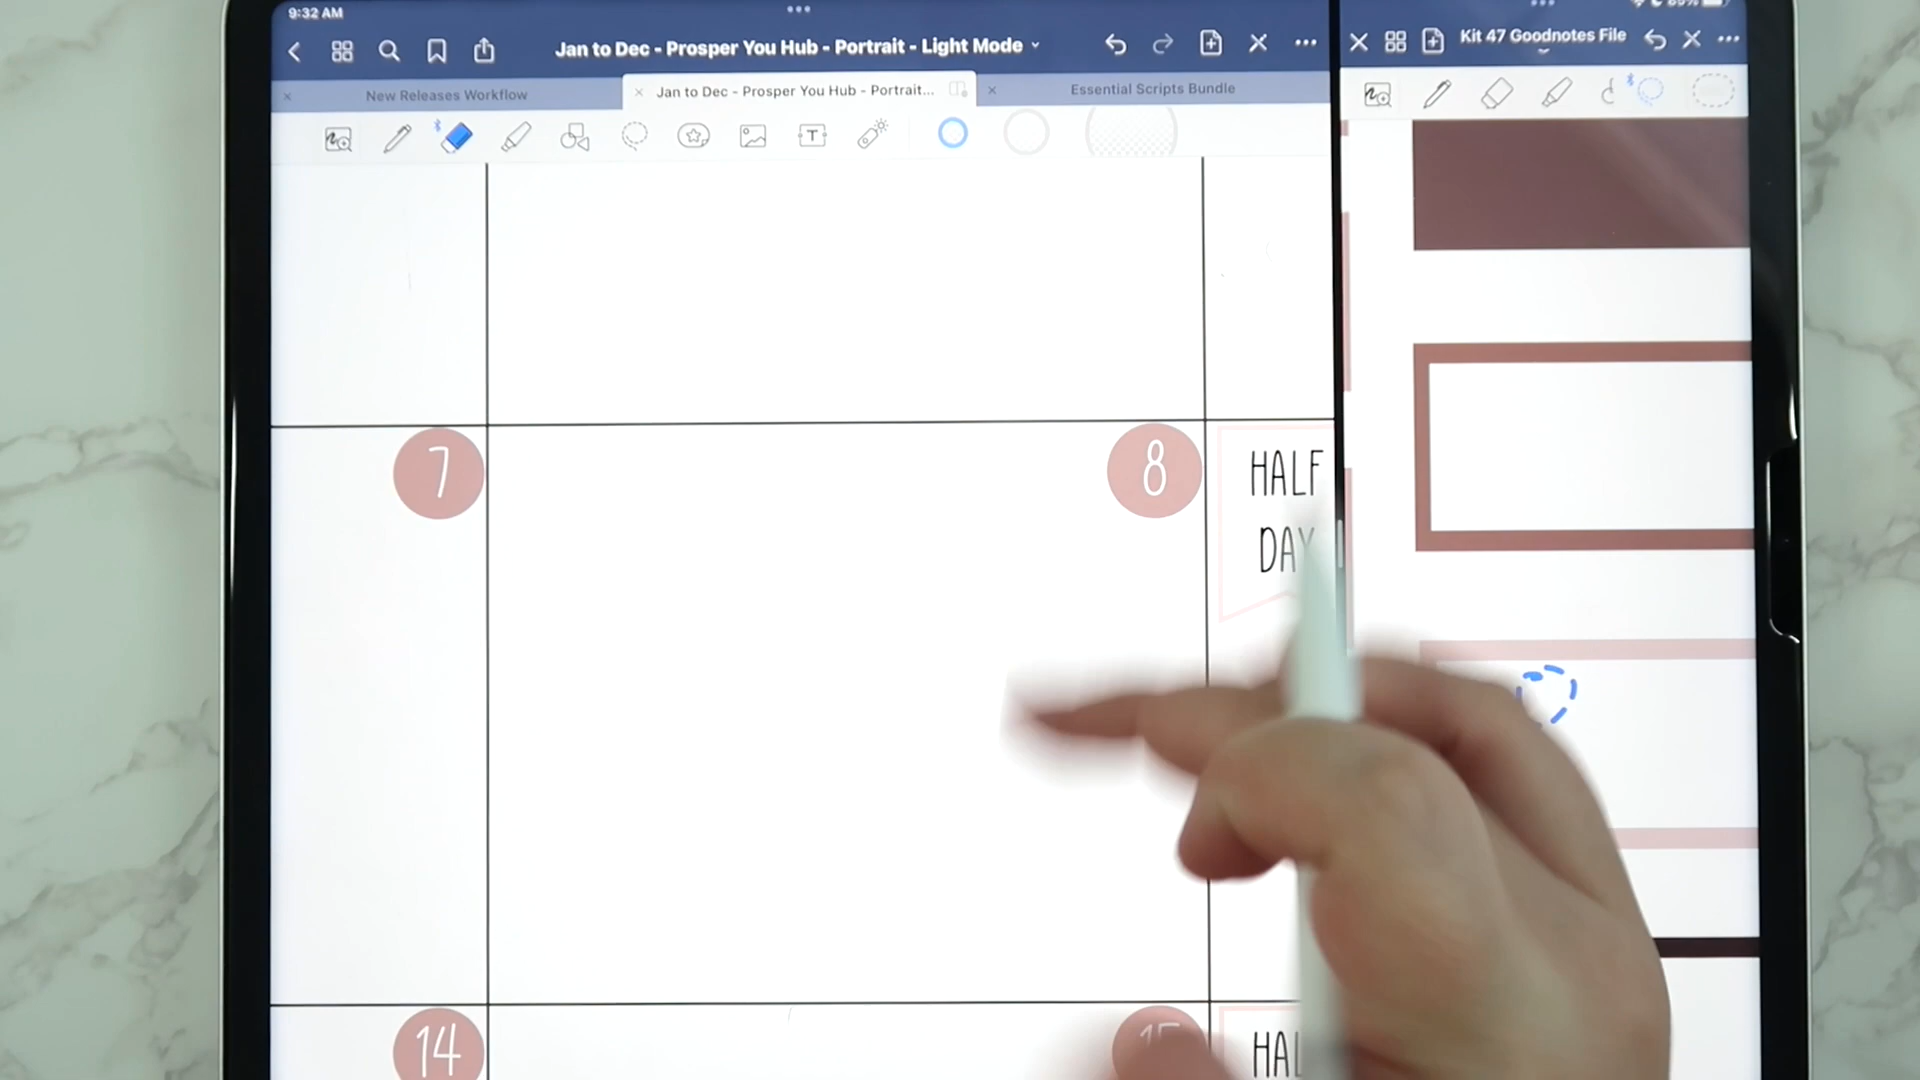 9:32 AM
Jan to Dec - Prosper You Hub - Portrait - Light Mode
Kit 47 Goodnotes File
New Releases Workflow
Jan to Dec - Prosper You Hub - Portrait...
Essential Scripts Bundle
T
7
8
HALF
DAY
14
15